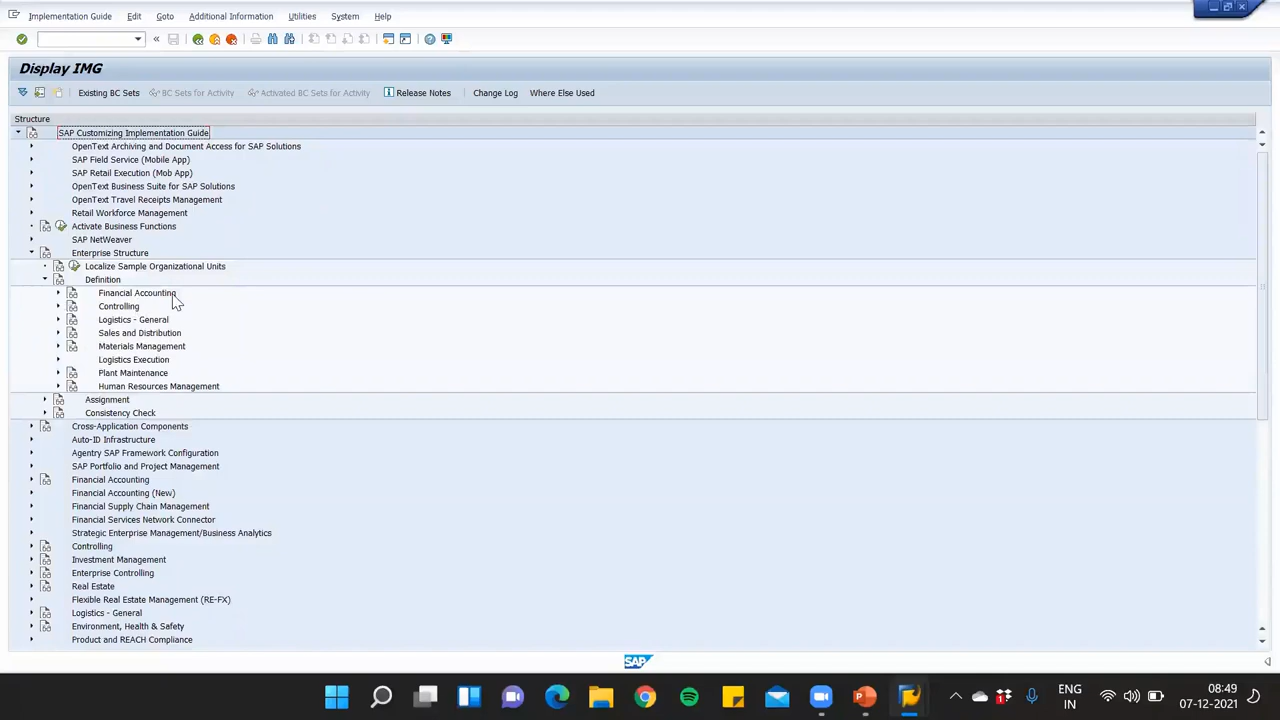 Implementation Guide Edit Goto Additional Information Utilities System Help
Display IMG
Existing BC Sets BC Sets for Activity Activated BC Sets for Activity Release Notes Change Log Where Else Used
Structure
SAP Customizing Implementation Guide
OpenText Archiving and Document Access for SAP Solutions
SAP Field Service (Mobile App)
SAP Retail Execution (Mob App)
OpenText Business Suite for SAP Solutions
OpenText Travel Receipts Management
Retail Workforce Management
Activate Business Functions
SAP NetWeaver
Enterprise Structure
Localize Sample Organizational Units
Definition
Financial Accounting
Controlling
Logistics - General
Sales and Distribution
Materials Management
Logistics Execution
Plant Maintenance
Human Resources Management
Assignment
Consistency Check
Cross-Application Components
Auto-ID Infrastructure
Agentry SAP Framework Configuration
SAP Portfolio and Project Management
Financial Accounting
Financial Accounting (New)
Financial Supply Chain Management
Financial Services Network Connector
Strategic Enterprise Management/Business Analytics
Controlling
Investment Management
Enterprise Controlling
Real Estate
Flexible Real Estate Management (RE-FX)
Logistics - General
Environment, Health & Safety
Product and REACH Compliance
SAP
ENG
IN
08:49
07-12-2021